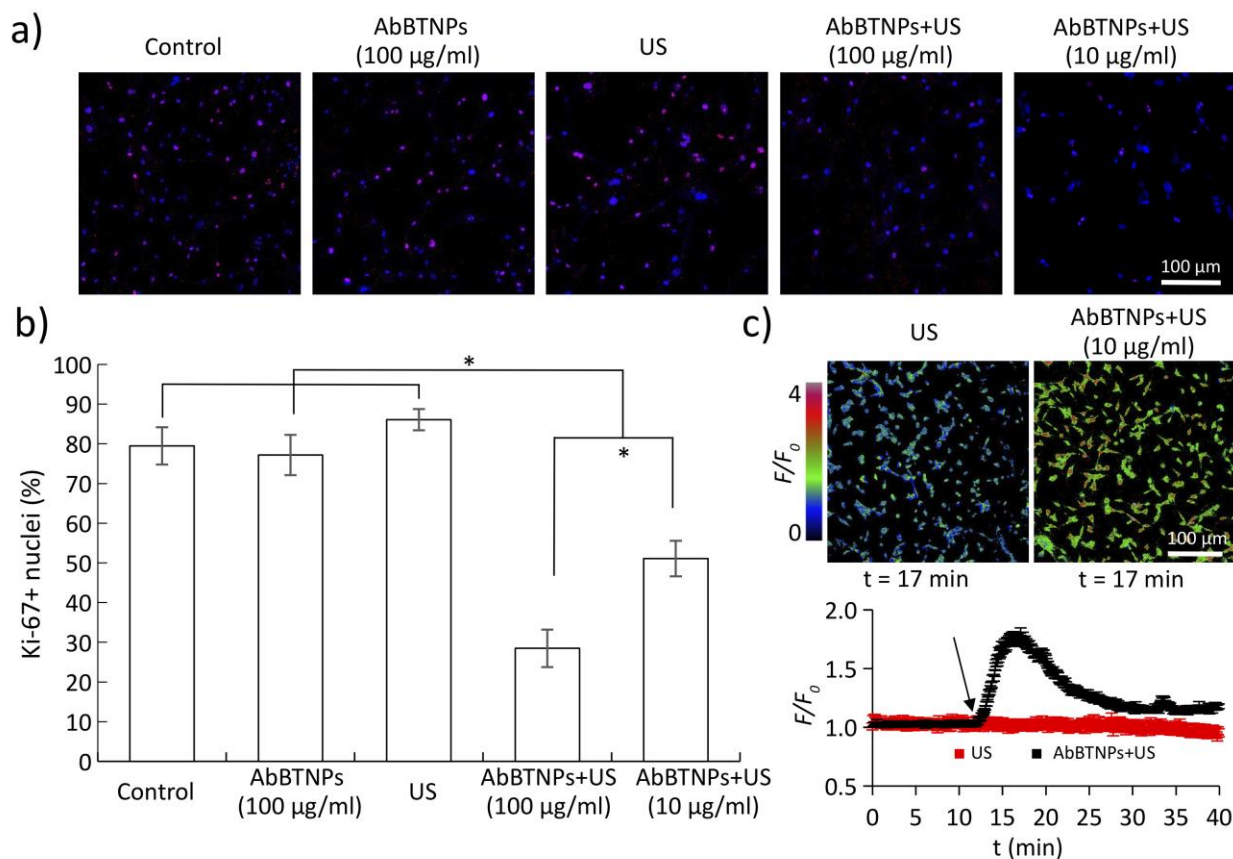 a)
Control
AbBTNPs
(100 µg/ml)
US
AbBTNPs+US
(100 µg/ml)
AbBTNPs+US
(10 µg/ml)
100 µm
b)
Ki-67+ nuclei (%)
100
90
80
70
60
50
40
30
20
10
0
*
*
Control
AbBTNPs
(100 µg/ml)
US
AbBTNPs+US
(100 µg/ml)
AbBTNPs+US
(10 µg/ml)
c)
US
AbBTNPs+US
(10 µg/ml)
4
F/F0
0
100 µm
t = 17 min
t = 17 min
F/F0
2.0
1.5
1.0
0.5
US
AbBTNPs+US
0 5 10 15 20 25 30 35 40
t (min)